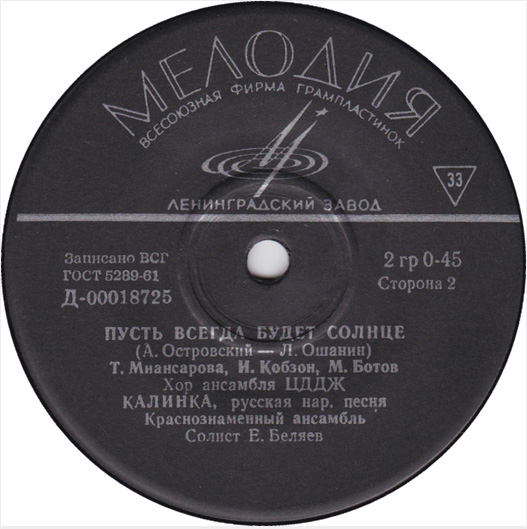 МЕЛОДИЯ
ВСЕСОЮЗНАЯ ФИРМА ГРАМПЛАСТИНОК
33
ЛЕНИНГРАДСКИЙ ЗАВОД
Записано ВСГ
ГОСТ 5289-61
Д-00018725
2 гр 0-45
Сторона 2
ПУСТЬ ВСЕГДА БУДЕТ СОЛНЦЕ
(А. Островский — Л. Ошанин)
Т. Миансарова, И. Кобзон, М. Ботов
Хор ансамбля ЦДДЖ
КАЛИНКА, русская нар. песня
Краснознаменный ансамбль
Солист Е. Беляев